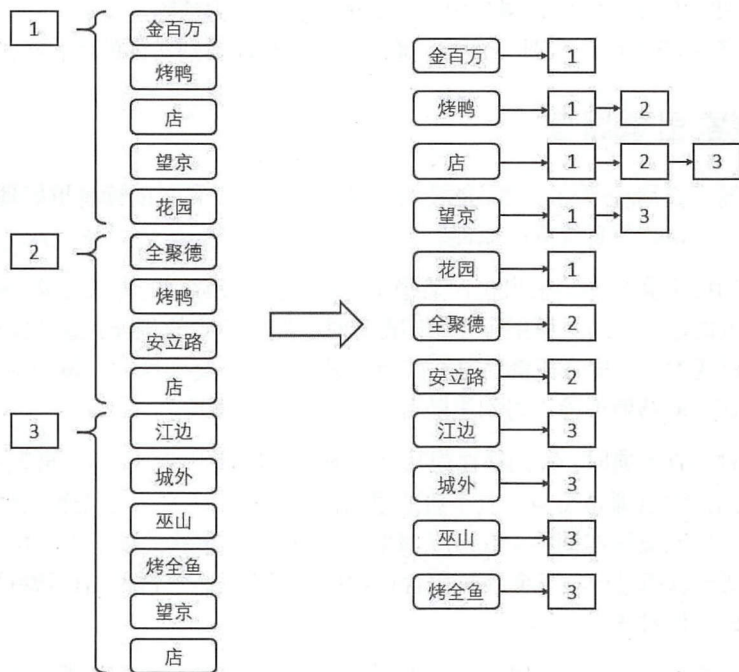 1
金百万
烤鸭
店
望京
花园
2
全聚德
烤鸭
安立路
店
3
江边
城外
巫山
烤全鱼
望京
店
金百万 1
烤鸭 1 2
店 1 2 3
望京 1 3
花园 1
全聚德 2
安立路 2
江边 3
城外 3
巫山 3
烤全鱼 3